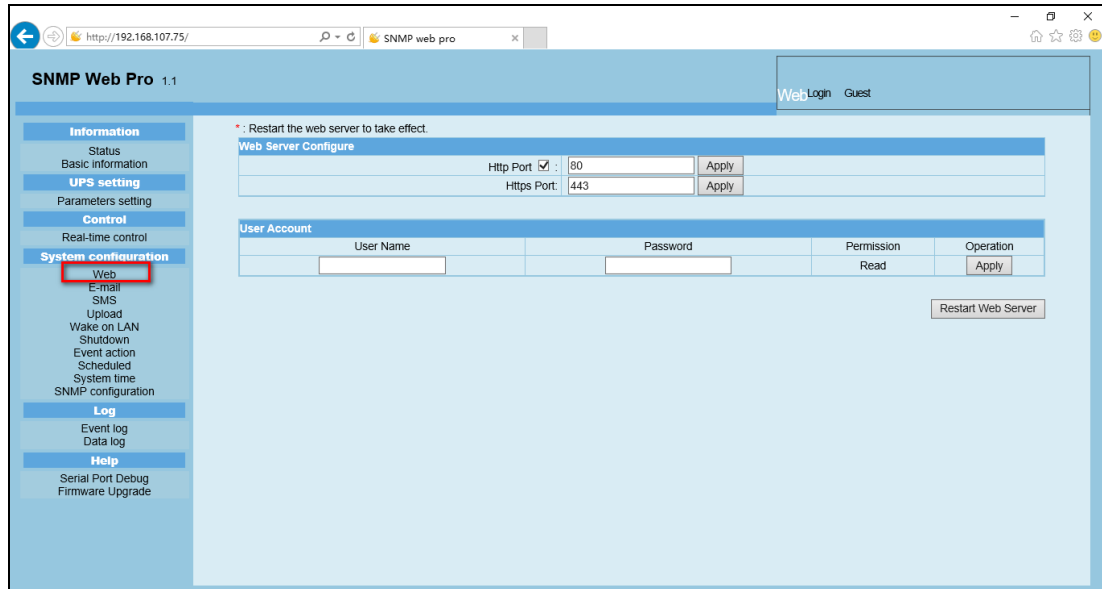 http://192.168.107.75/
SNMP web pro
SNMP Web Pro 1.1
Web Login Guest
Information
Status
Basic information
UPS setting
Parameters setting
Control
Real-time control
System configuration
Web
E-mail
SMS
Upload
Wake on LAN
Shutdown
Event action
Scheduled
System time
SNMP configuration
Log
Event log
Data log
Help
Serial Port Debug
Firmware Upgrade
* : Restart the web server to take effect.
Web Server Configure
Http Port : 80 Apply
Https Port: 443 Apply
User Account
User Name Password Permission Operation
Read Apply
Restart Web Server